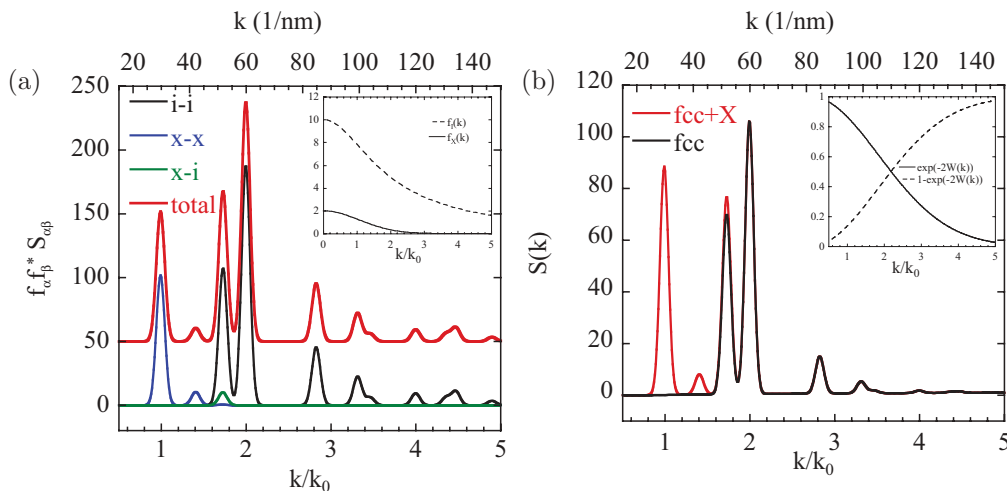 k (1/nm)
20 40 60 80 100 120 140
(a)
250
200
150
100
50
0
f_α f_β^* S_αβ
i-i
x-x
x-i
total
12
10
8
6
4
2
0
0 1 2 3 4 5
k/k_0
f_I(k)
f_X(k)
1 2 3 4 5
k/k_0
k (1/nm)
20 40 60 80 100 120 140
(b)
120
100
80
60
40
20
0
S(k)
fcc+X
fcc
1
0.8
0.6
0.4
0.2
0
1 2 3 4 5
k/k_0
exp(-2W(k))
1-exp(-2W(k))
1 2 3 4 5
k/k_0